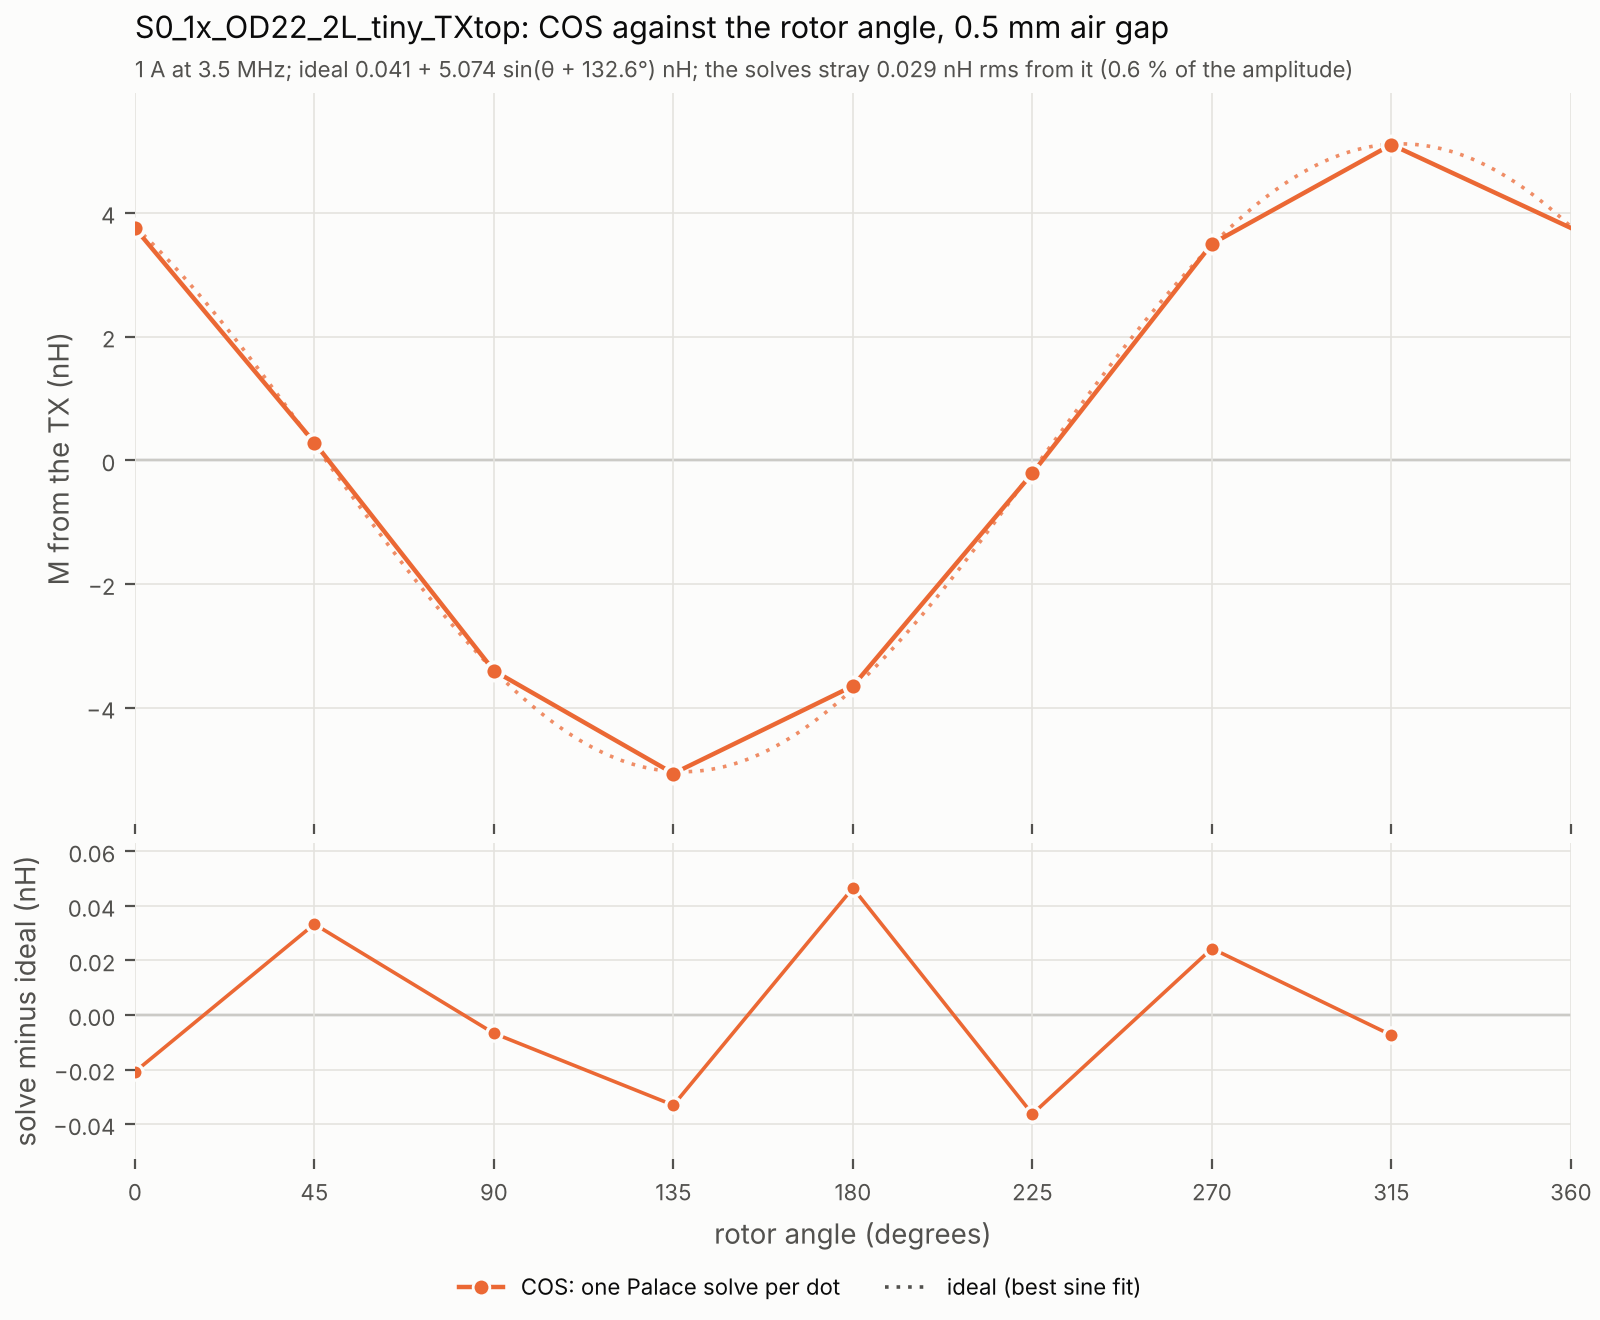 S0_1x_OD22_2L_tiny_TXtop: COS against the rotor angle, 0.5 mm air gap
1 A at 3.5 MHz; ideal 0.041 + 5.074 sin(θ + 132.6°) nH; the solves stray 0.029 nH rms from it (0.6 % of the amplitude)
M from the TX (nH)
4
2
0
−2
−4
solve minus ideal (nH)
0.06
0.04
0.02
0.00
−0.02
−0.04
0 45 90 135 180 225 270 315 360
rotor angle (degrees)
COS: one Palace solve per dot ideal (best sine fit)